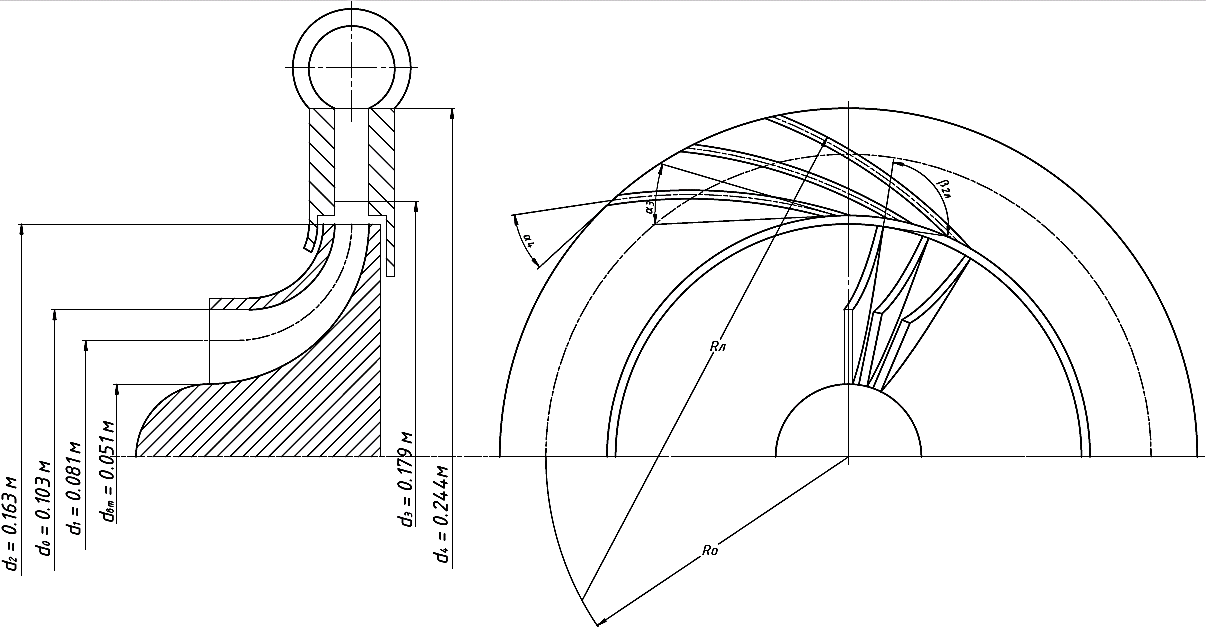 d₂ = 0.163 м
d₀ = 0.103 м
d₁ = 0.081 м
dвт = 0.051 м
d₃ = 0.179 м
d₄ = 0.244 м
α₄
α₃
β₂л
Rл
Rо